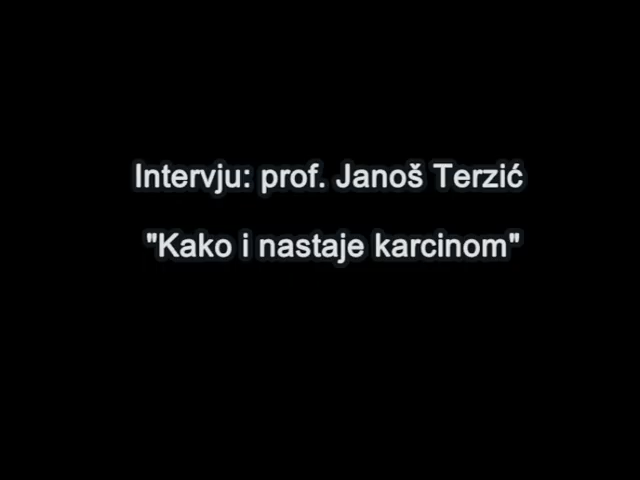 Intervju: prof. Janoš Terzić
"Kako i nastaje karcinom"